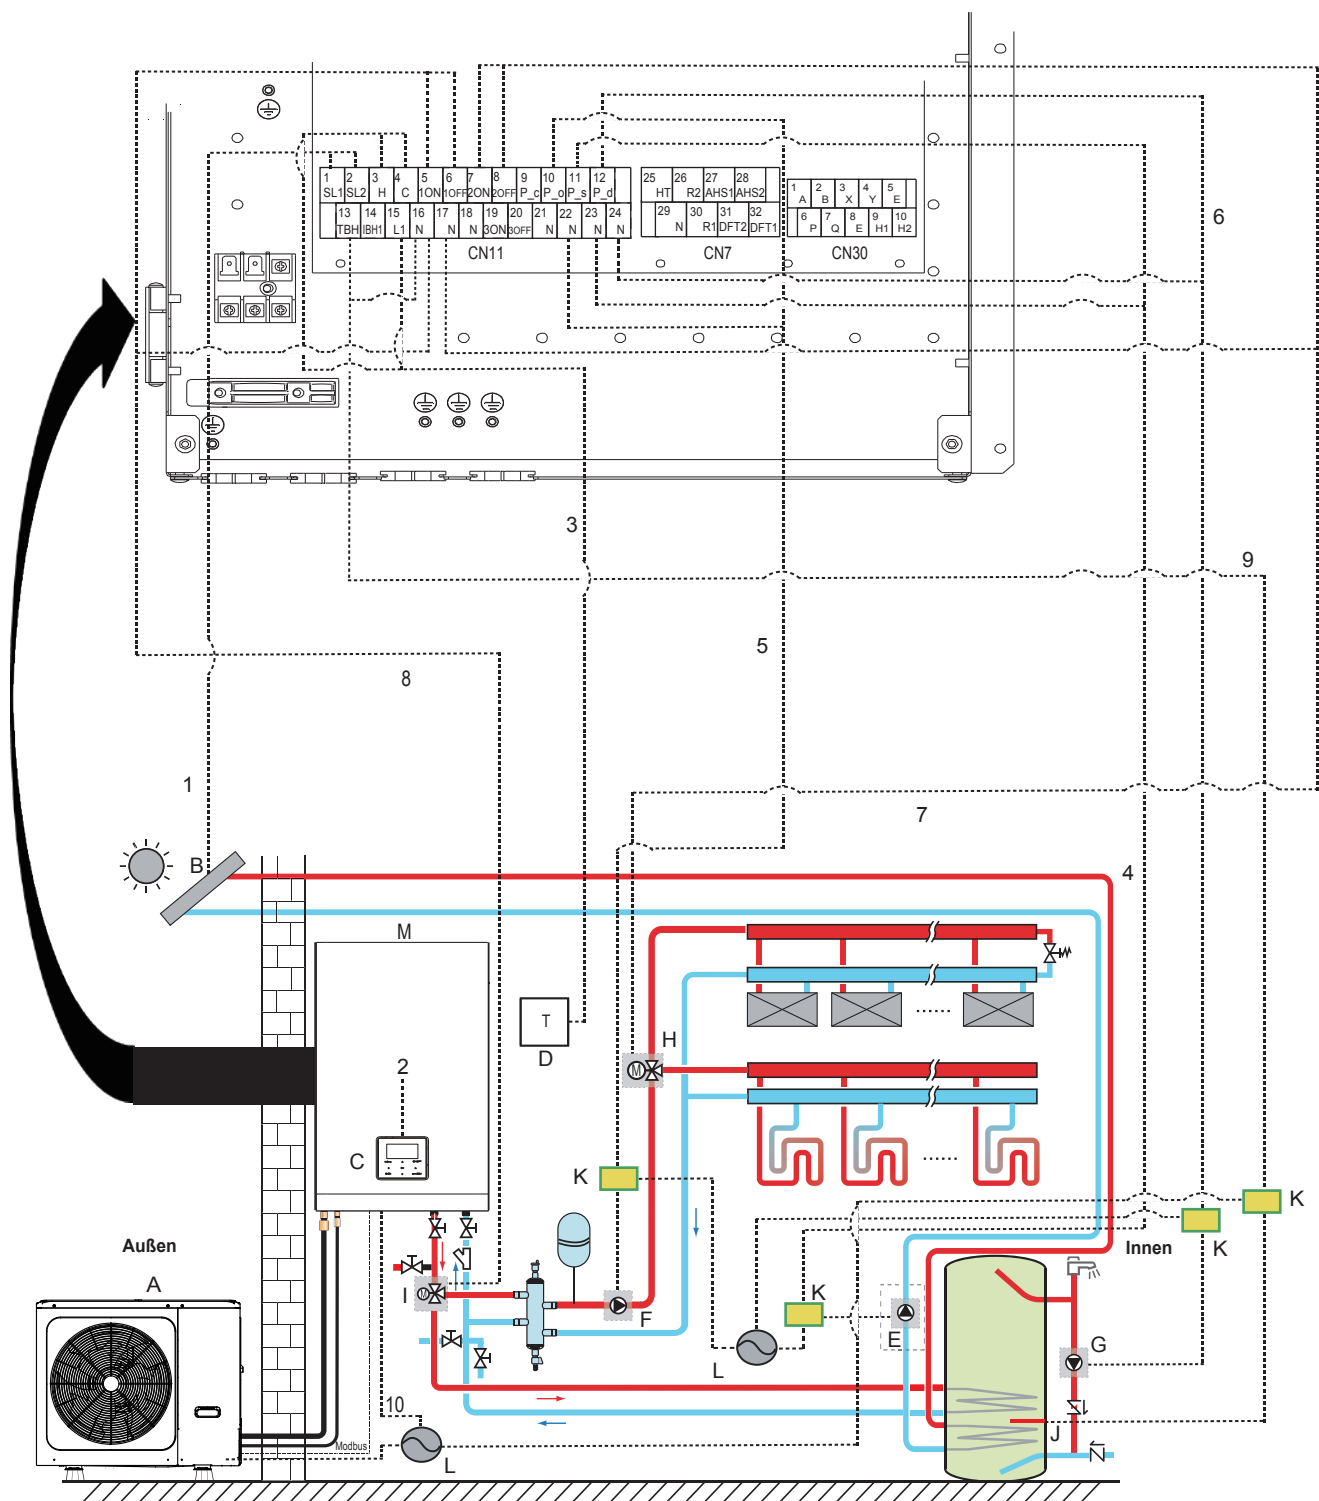 1 2 3 4 5 6 7 8 9 10 11 12
SL1 SL2 H C 1ON 1OFF 2ON 2OFF P_c P_o P_s P_d
13 14 15 16 17 18 19 20 21 22 23 24
TBH IBH1 L1 N N N 3ON 3OFF N N N N
CN11
25 26 27 28
HT R2 AHS1 AHS2
29 30 31 32
N R1 DFT2 DFT1
CN7
1 2 3 4 5
A B X Y E
6 7 8 9 10
P Q E H1 H2
CN30
6
3
9
5
8
1
7
B
4
M
T
D
H
2
C
K
K
K
Außen
Innen
A
I
K
F
E
G
L
10
J
Modbus
L
M
M